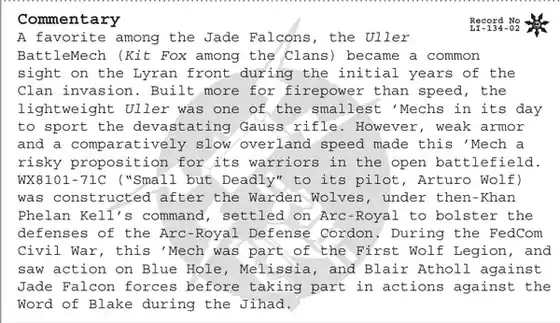 Commentary
Record No
LI-134-02
A favorite among the Jade Falcons, the Uller
BattleMech (Kit Fox among the Clans) became a common
sight on the Lyran front during the initial years of the
Clan invasion. Built more for firepower than speed, the
lightweight Uller was one of the smallest ’Mechs in its day
to sport the devastating Gauss rifle. However, weak armor
and a comparatively slow overland speed made this ’Mech a
risky proposition for its warriors in the open battlefield.
WX8101-71C (“Small but Deadly” to its pilot, Arturo Wolf)
was constructed after the Warden Wolves, under then-Khan
Phelan Kell’s command, settled on Arc-Royal to bolster the
defenses of the Arc-Royal Defense Cordon. During the FedCom
Civil War, this ’Mech was part of the First Wolf Legion, and
saw action on Blue Hole, Melissia, and Blair Atholl against
Jade Falcon forces before taking part in actions against the
Word of Blake during the Jihad.